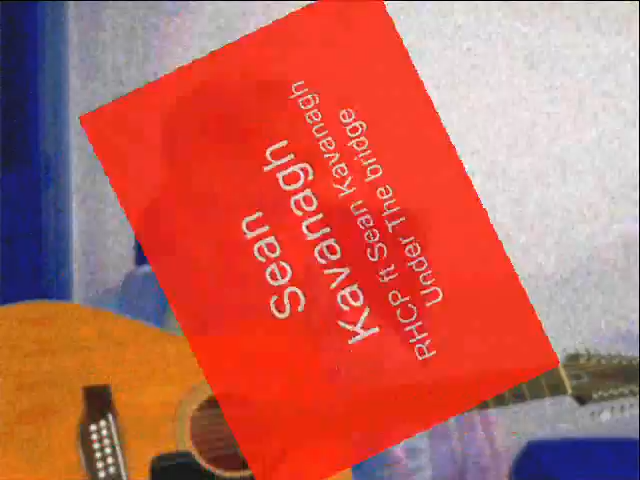 Sean
Kavanagh
RHCP ft Sean Kavanagh
Under The bridge